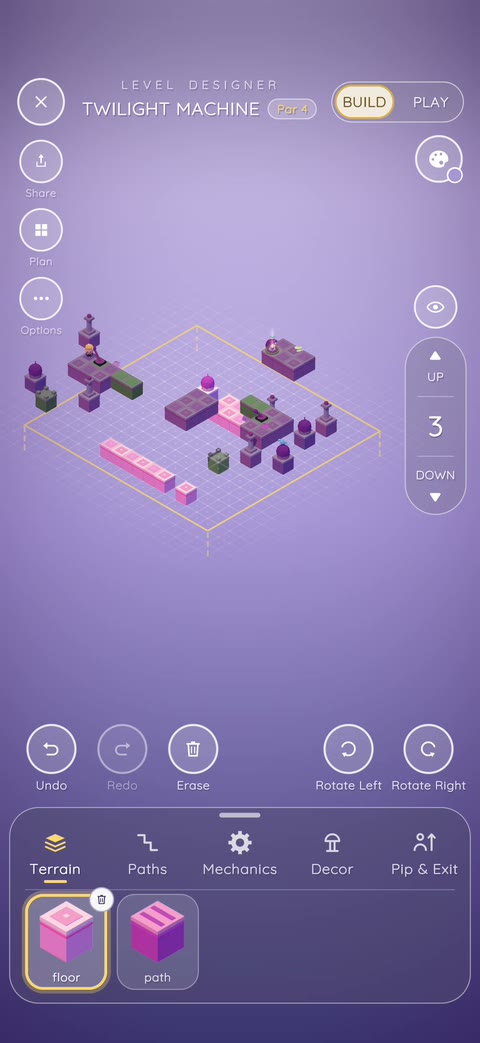 LEVEL DESIGNER
TWILIGHT MACHINE
Par 4
BUILD
PLAY
Share
Plan
Options
UP
3
DOWN
Undo
Redo
Erase
Rotate Left
Rotate Right
Terrain
Paths
Mechanics
Decor
Pip & Exit
floor
path